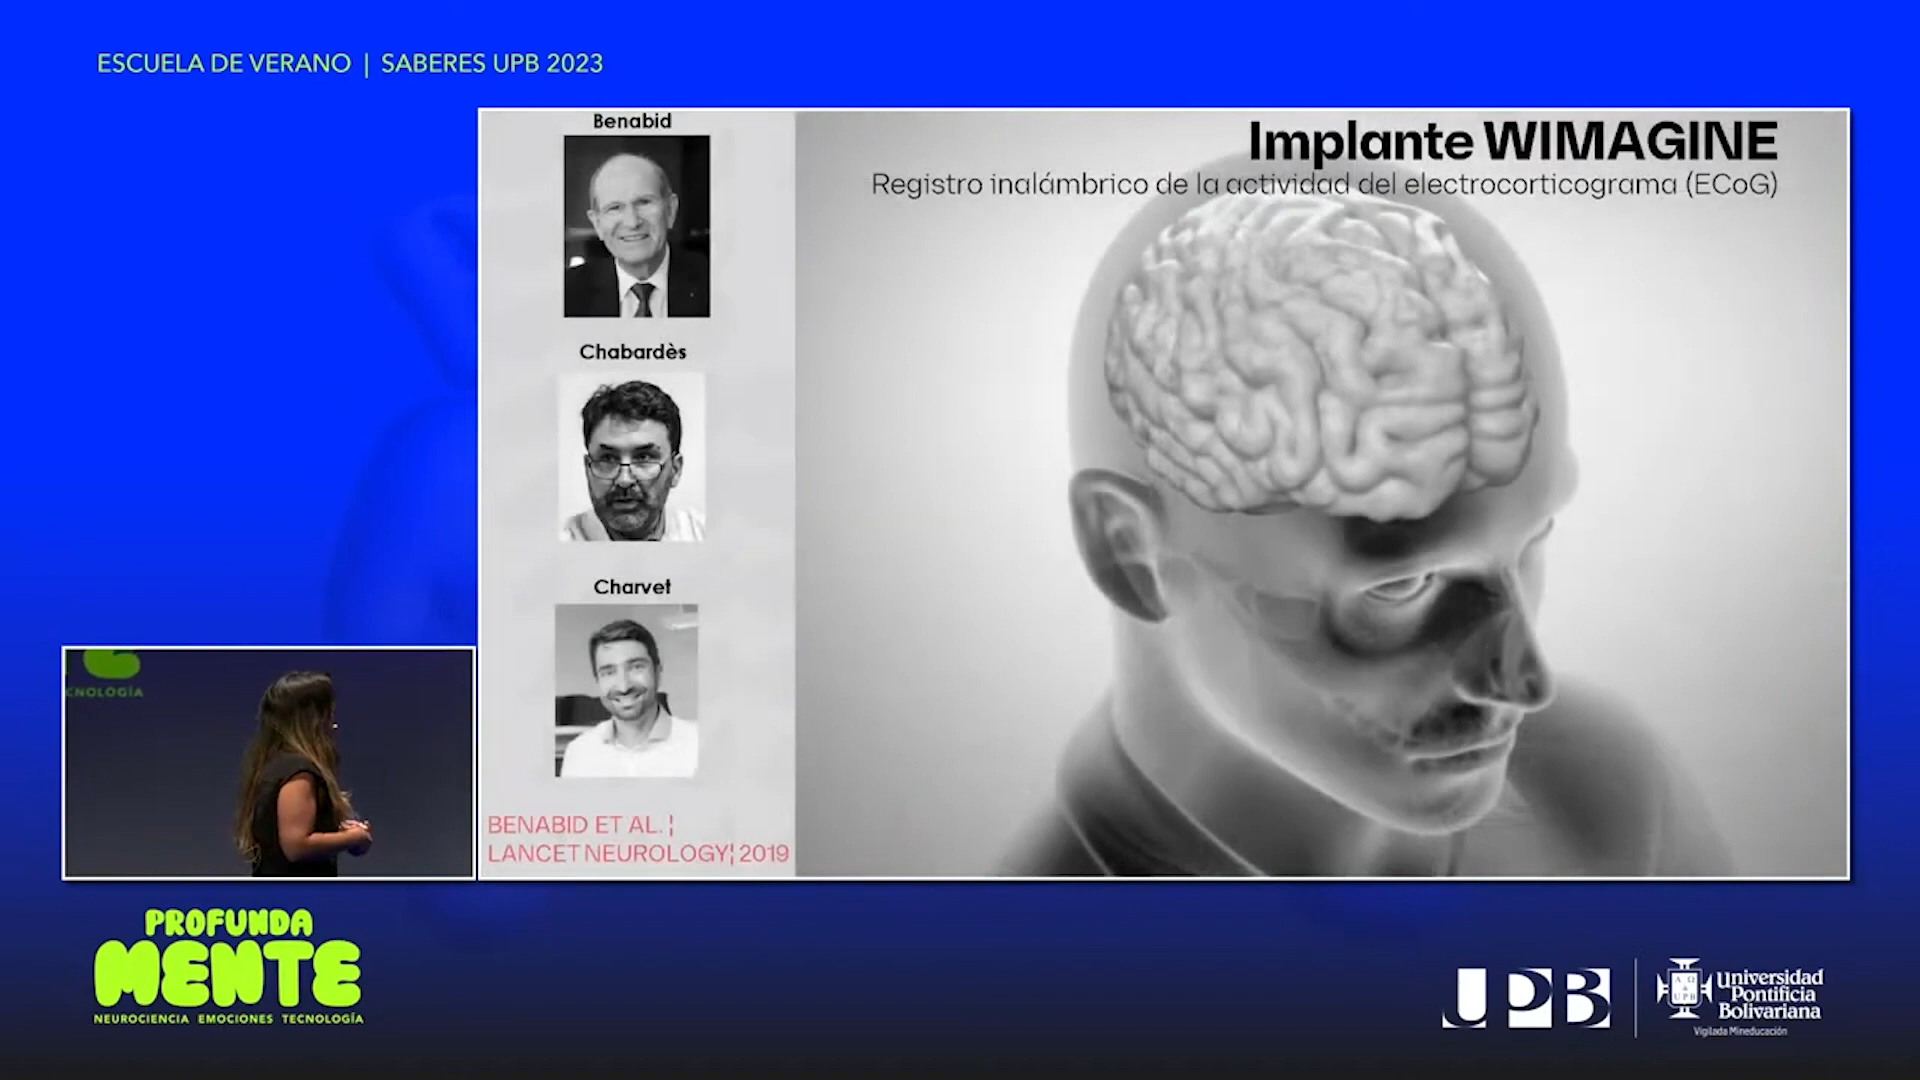 ESCUELA DE VERANO | SABERES UPB 2023
Benabid
Implante WIMAGINE
Registro inalámbrico de la actividad del electrocorticograma (ECoG)
Chabardès
Charvet
CNOLOGÍA
BENABID ET AL. ¦
LANCET NEUROLOGY¦ 2019
PROFUNDA
MENTE
NEUROCIENCIA EMOCIONES TECNOLOGÍA
UPB
Universidad
Pontificia
Bolivariana
Vigilada Mineducación